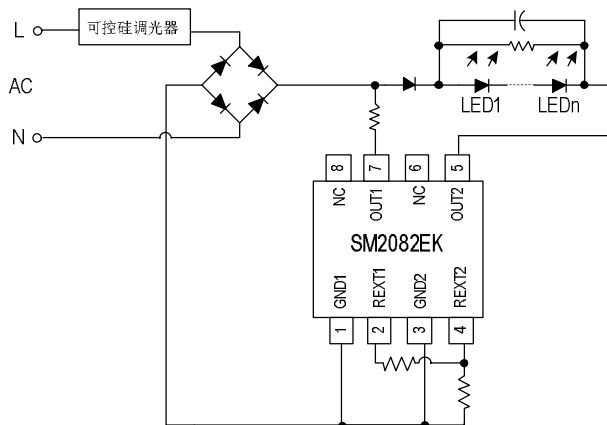 L
可控硅调光器
AC
N
LED1
LEDn
8
7
6
5
NC
OUT1
NC
OUT2
SM2082EK
GND1
REXT1
GND2
REXT2
1
2
3
4